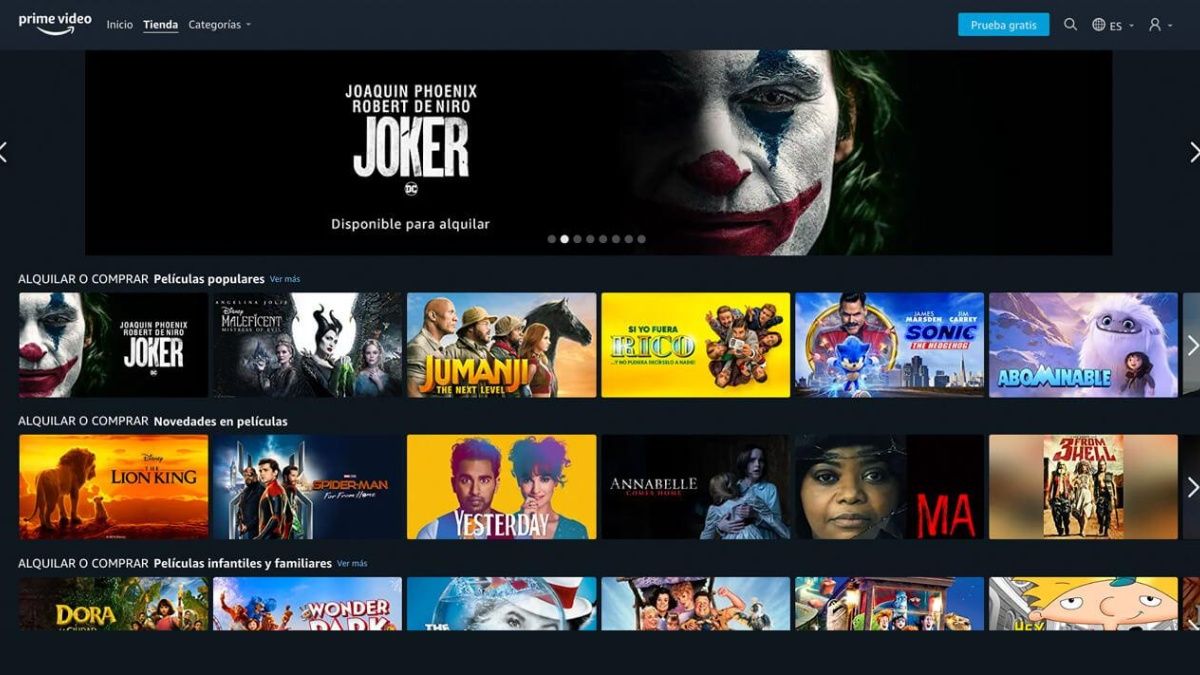 prime video
Inicio
Tienda
Categorías
Prueba gratis
ES
JOAQUIN PHOENIX
ROBERT DE NIRO
JOKER
DC
Disponible para alquilar
ALQUILAR O COMPRAR Películas populares Ver más
JOAQUIN PHOENIX
ROBERT DE NIRO
JOKER
ANGELINA JOLIE
Disney
MALEFICENT
MISTRESS OF EVIL
JUMANJI
THE NEXT LEVEL
SI YO FUERA
RICO
...Y NO PUDIERA DECÍRSELO A NADIE!
JAMES MARSDEN
JIM CARREY
SONIC
THE HEDGEHOG
ABOMINABLE
ALQUILAR O COMPRAR Novedades en películas
Disney
THE
LION KING
SPIDER-MAN
Far From Home
YESTERDAY
ANNABELLE
COMES HOME
MA
3 FROM
HELL
ALQUILAR O COMPRAR Películas infantiles y familiares Ver más
DORA
WONDER
PARK
THE
HEY